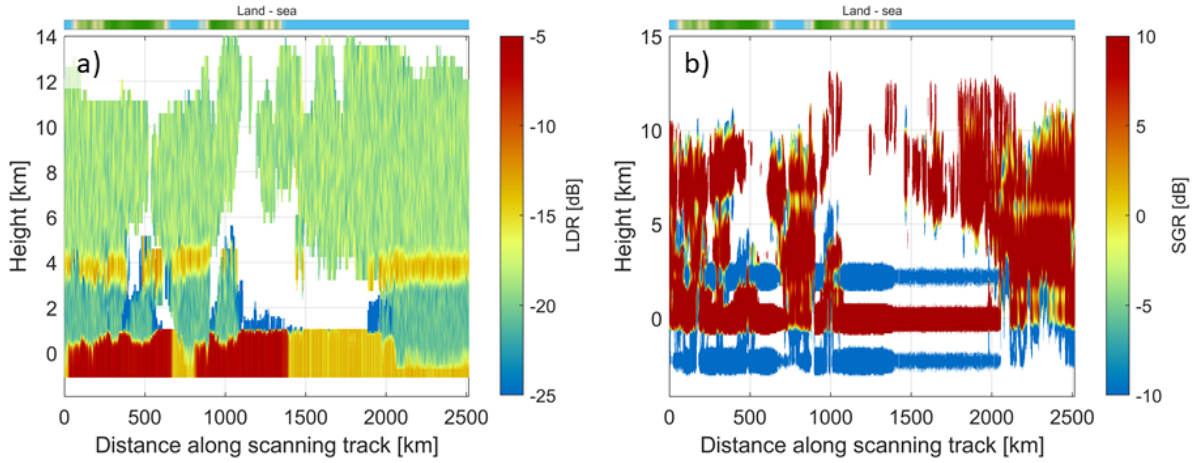 Land - sea
a)
14
12
10
8
6
4
2
0
Height [km]
0 500 1000 1500 2000 2500
Distance along scanning track [km]
-5
-10
-15
-20
-25
LDR [dB]
Land - sea
b)
15
10
5
0
Height [km]
0 500 1000 1500 2000 2500
Distance along scanning track [km]
10
5
0
-5
-10
SGR [dB]